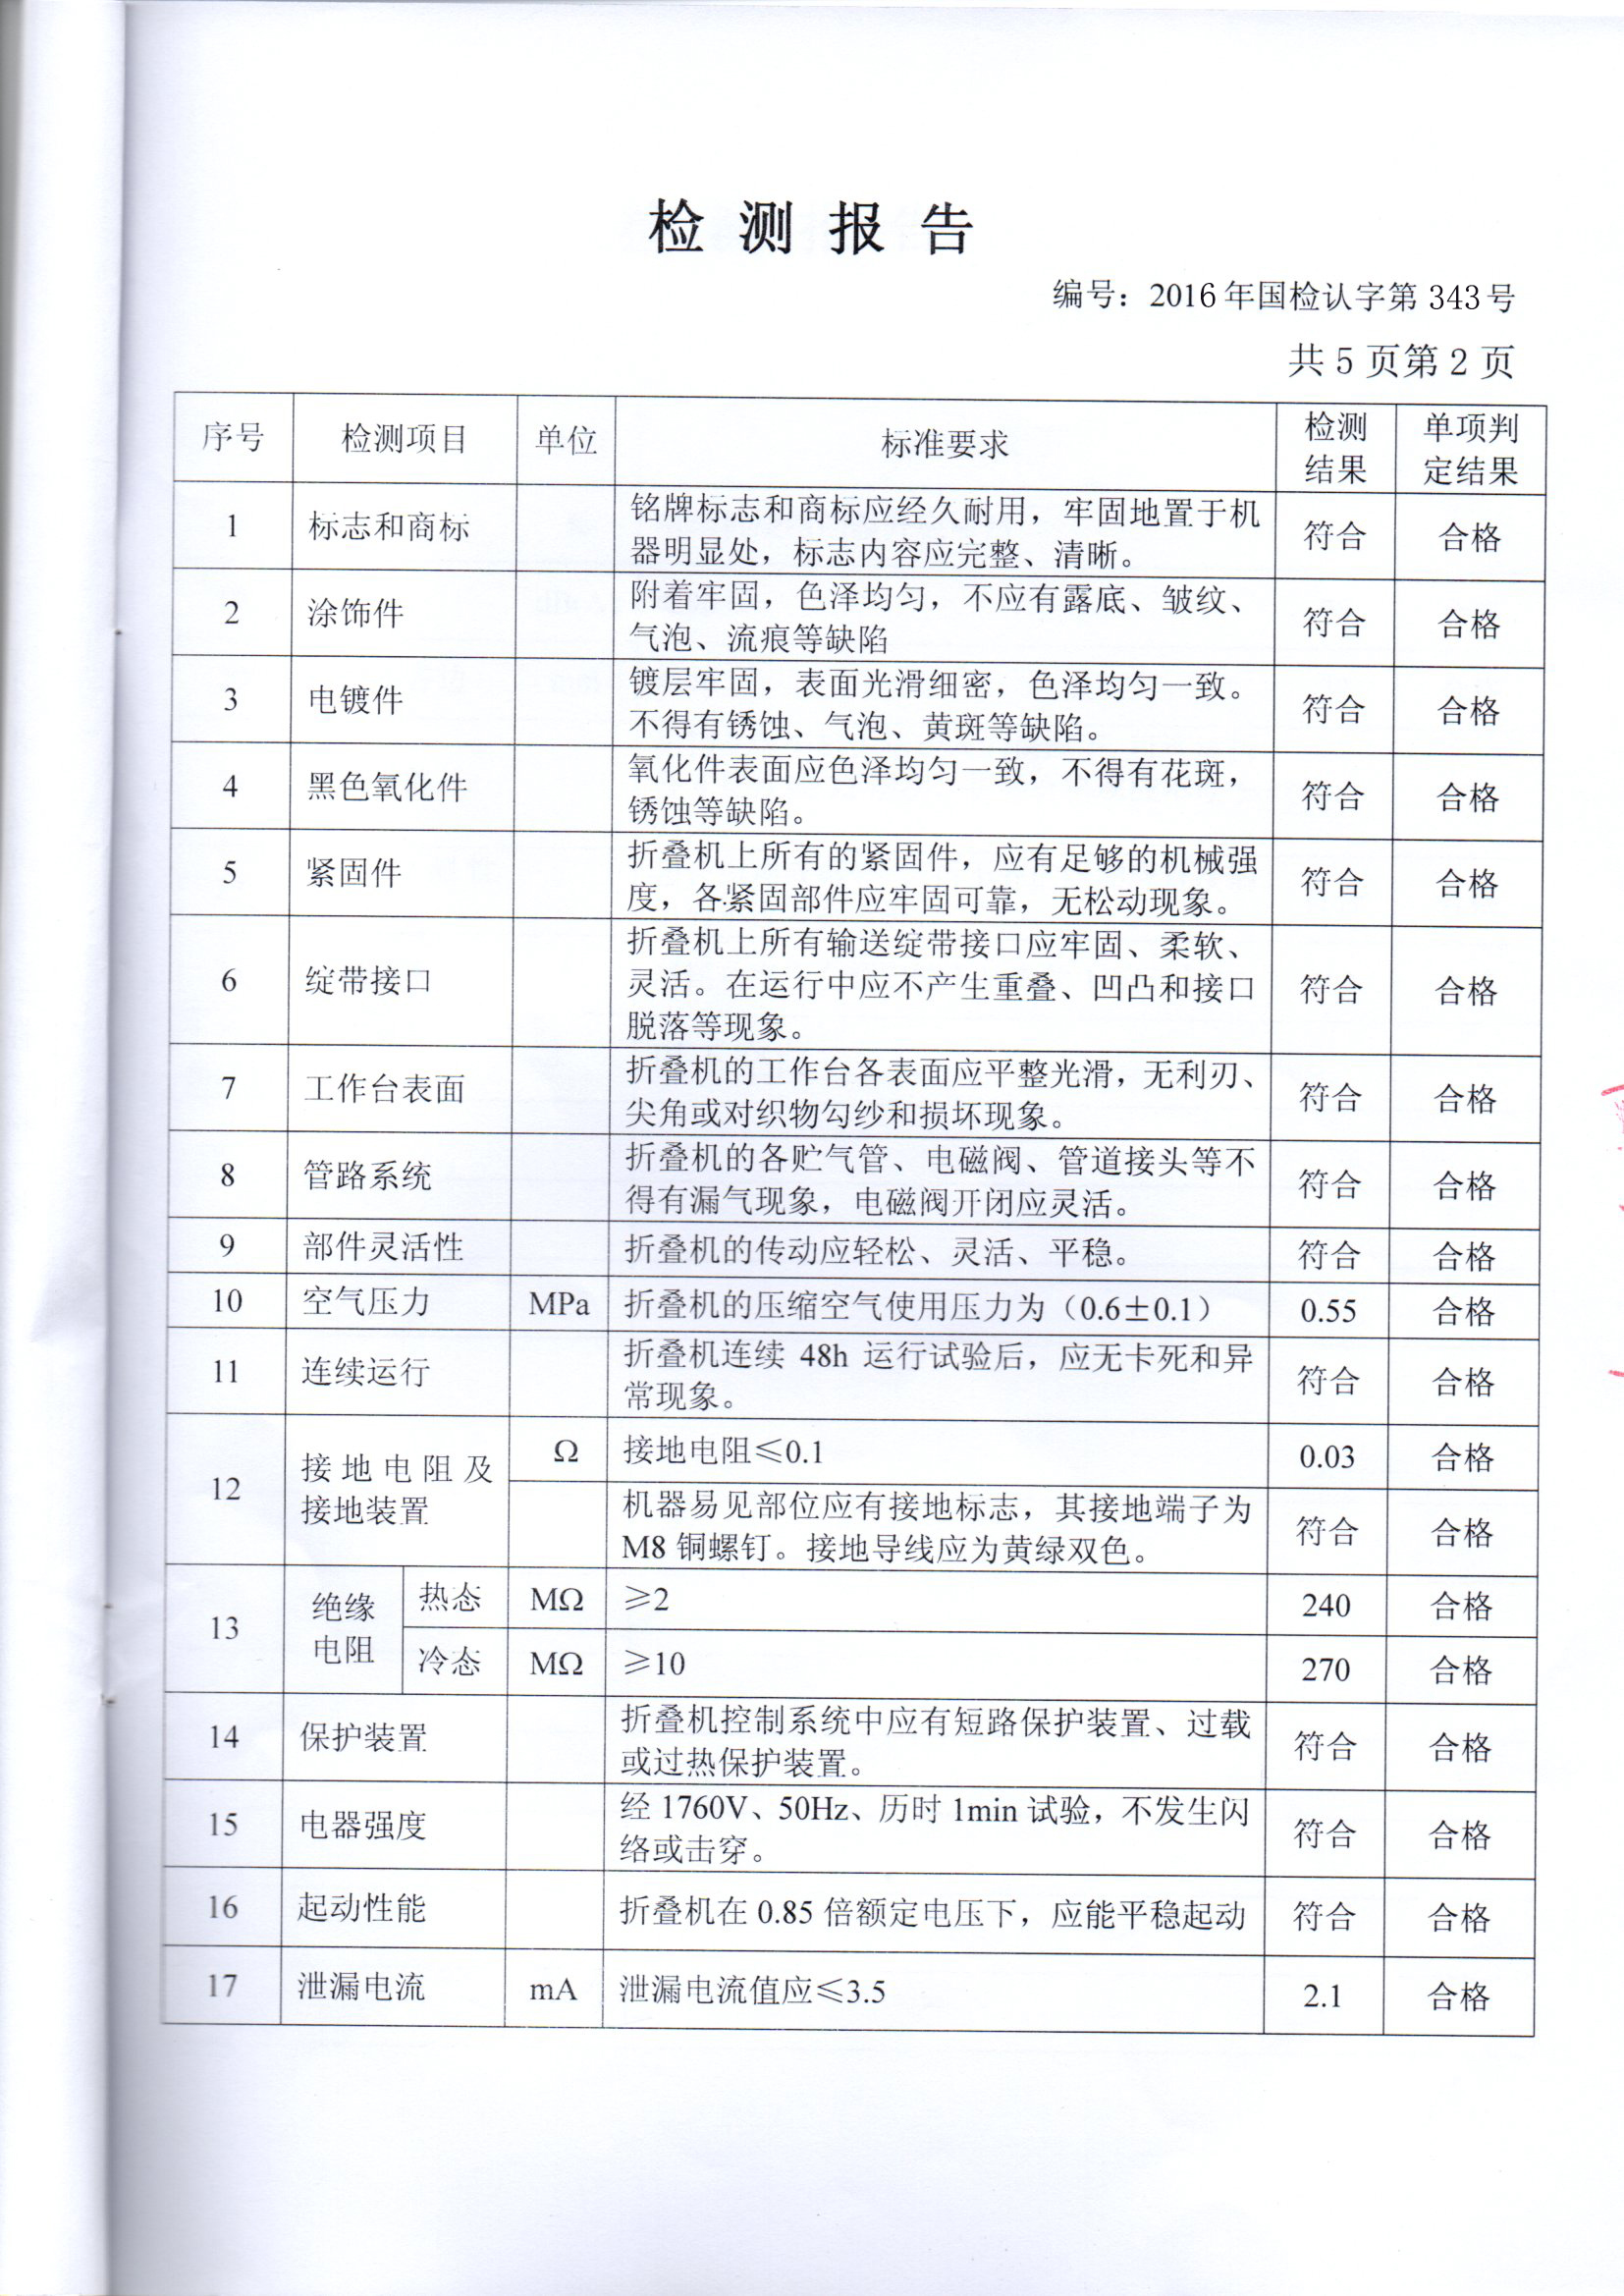 检测报告
编号：2016年国检认字第 343号
共 5 页第 2 页
序号 检测项目 单位 标准要求 检测结果 单项判定结果
1 标志和商标 铭牌标志和商标应经久耐用，牢固地置于机
器明显处，标志内容应完整、清晰。 符合 合格
2 涂饰件 附着牢固，色泽均匀，不应有露底、皱纹、
气泡、流痕等缺陷 符合 合格
3 电镀件 镀层牢固，表面光滑细密，色泽均匀一致。
不得有锈蚀、气泡、黄斑等缺陷。 符合 合格
4 黑色氧化件 氧化件表面应色泽均匀一致，不得有花斑，
锈蚀等缺陷。 符合 合格
5 紧固件 折叠机上所有的紧固件，应有足够的机械强
度，各紧固部件应牢固可靠，无松动现象。 符合 合格
6 绽带接口 折叠机上所有输送绽带接口应牢固、柔软、
灵活。在运行中应不产生重叠、凹凸和接口
脱落等现象。 符合 合格
7 工作台表面 折叠机的工作台各表面应平整光滑，无利刃、
尖角或对织物勾纱和损坏现象。 符合 合格
8 管路系统 折叠机的各贮气管、电磁阀、管道接头等不
得有漏气现象，电磁阀开闭应灵活。 符合 合格
9 部件灵活性 折叠机的传动应轻松、灵活、平稳。 符合 合格
10 空气压力 MPa 折叠机的压缩空气使用压力为（0.6±0.1） 0.55 合格
11 连续运行 折叠机连续 48h 运行试验后，应无卡死和异
常现象。 符合 合格
12 接地电阻及接地装置 Ω 接地电阻≤0.1 0.03 合格
机器易见部位应有接地标志，其接地端子为
M8 铜螺钉。接地导线应为黄绿双色。 符合 合格
13 绝缘电阻 热态 MΩ ≥2 240 合格
冷态 MΩ ≥10 270 合格
14 保护装置 折叠机控制系统中应有短路保护装置、过载
或过热保护装置。 符合 合格
15 电器强度 经 1760V、50Hz、历时 1min 试验，不发生闪
络或击穿。 符合 合格
16 起动性能 折叠机在 0.85 倍额定电压下，应能平稳起动 符合 合格
17 泄漏电流 mA 泄漏电流值应≤3.5 2.1 合格